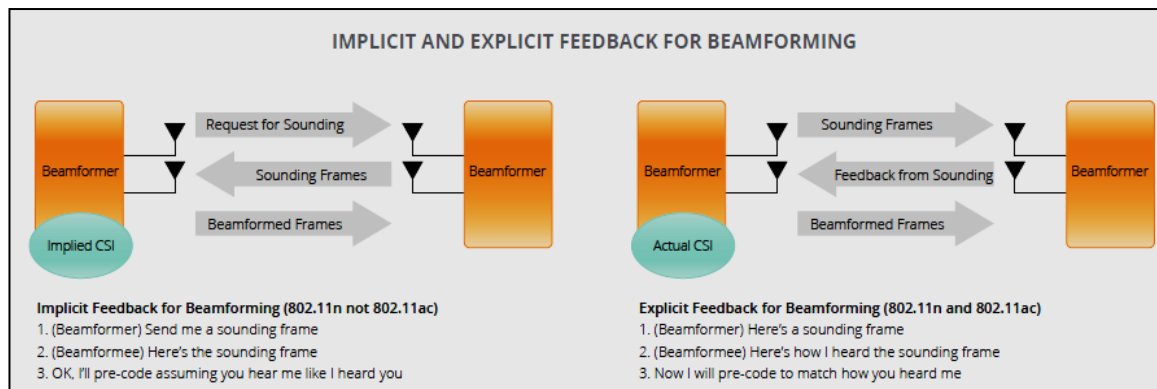 IMPLICIT AND EXPLICIT FEEDBACK FOR BEAMFORMING
Beamformer
Request for Sounding
Sounding Frames
Beamformed Frames
Beamformer
Implied CSI
Implicit Feedback for Beamforming (802.11n not 802.11ac)
1. (Beamformer) Send me a sounding frame
2. (Beamformee) Here's the sounding frame
3. OK, I'll pre-code assuming you hear me like I heard you
Beamformer
Sounding Frames
Feedback from Sounding
Beamformed Frames
Beamformer
Actual CSI
Explicit Feedback for Beamforming (802.11n and 802.11ac)
1. (Beamformer) Here's a sounding frame
2. (Beamformee) Here's how I heard the sounding frame
3. Now I will pre-code to match how you heard me